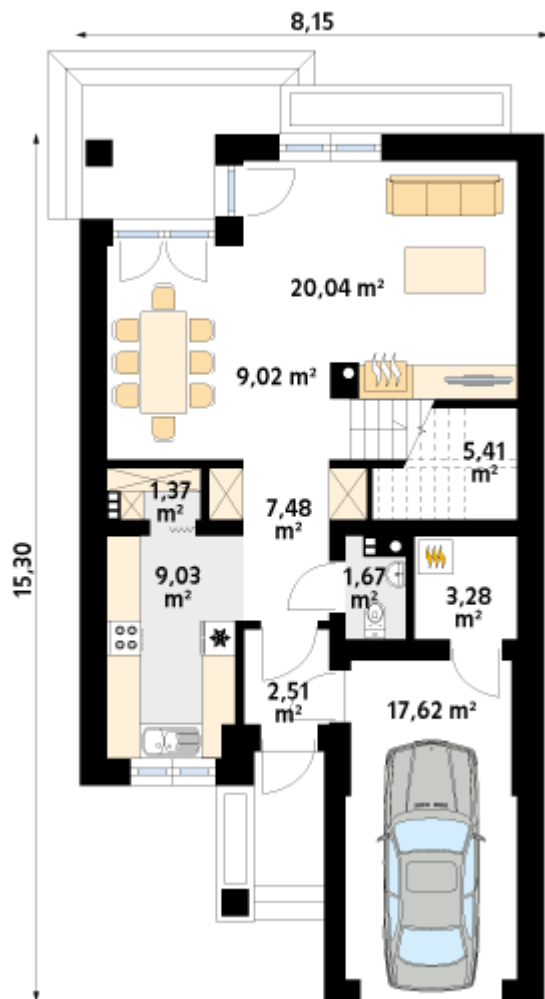 8,15
20,04 m²
9,02 m²
5,41
m²
1,37
m²
7,48
m²
15,30
9,03
m²
1,67
m²
3,28
m²
2,51
m²
17,62 m²